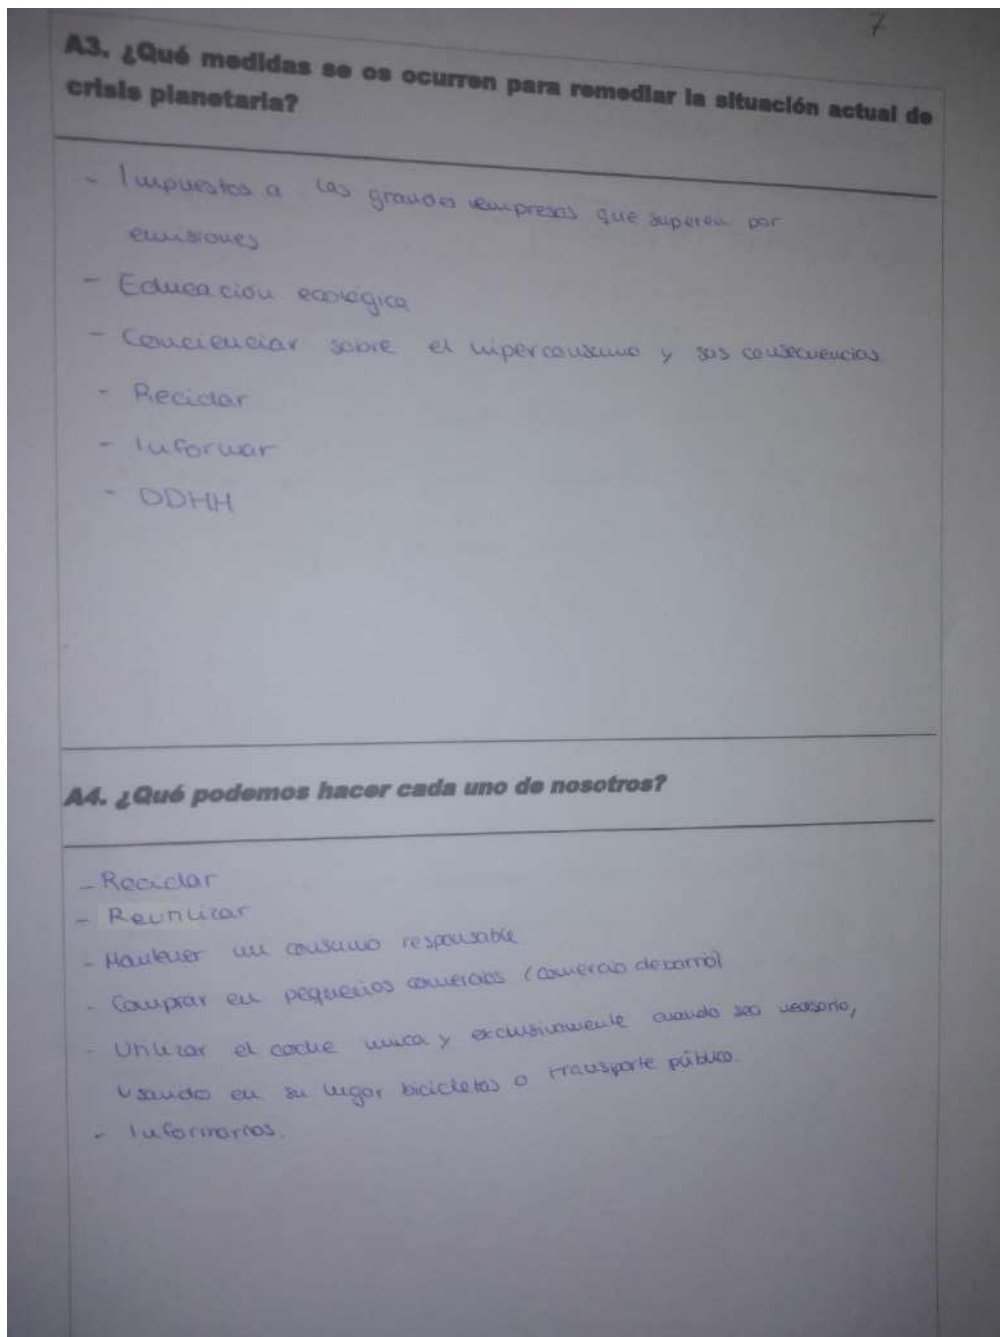 7
A3. ¿Qué medidas se os ocurren para remediar la situación actual de
crisis planetaria?
- Impuestos a las grandes empresas que superen por
emisiones
- Educación ecológica
- Concienciar sobre el hiperconsumo y sus consecuencias
- Reciclar
- Informar
- DDHH
A4. ¿Qué podemos hacer cada uno de nosotros?
- Reciclar
- Reutilizar
- Mantener un consumo responsable
- Comprar en pequeños comercios (comercio de barrio)
- Utilizar el coche unica y exclusivamente cuando sea necesario,
usando en su lugar bicicletas o transporte público.
- Informarnos.